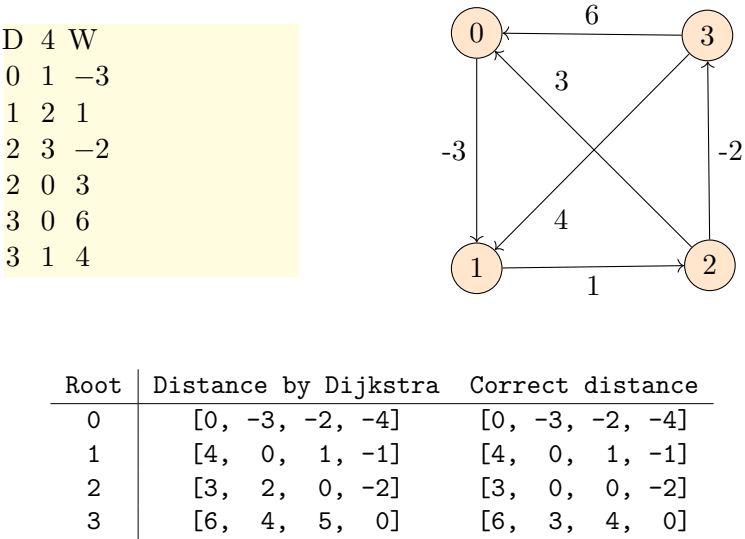 D 4 W
0 1 −3
1 2 1
2 3 −2
2 0 3
3 0 6
3 1 4
6
0
3
3
-3
-2
4
1
2
1
Root Distance by Dijkstra Correct distance
0 [0, -3, -2, -4] [0, -3, -2, -4]
1 [4, 0, 1, -1] [4, 0, 1, -1]
2 [3, 2, 0, -2] [3, 0, 0, -2]
3 [6, 4, 5, 0] [6, 3, 4, 0]